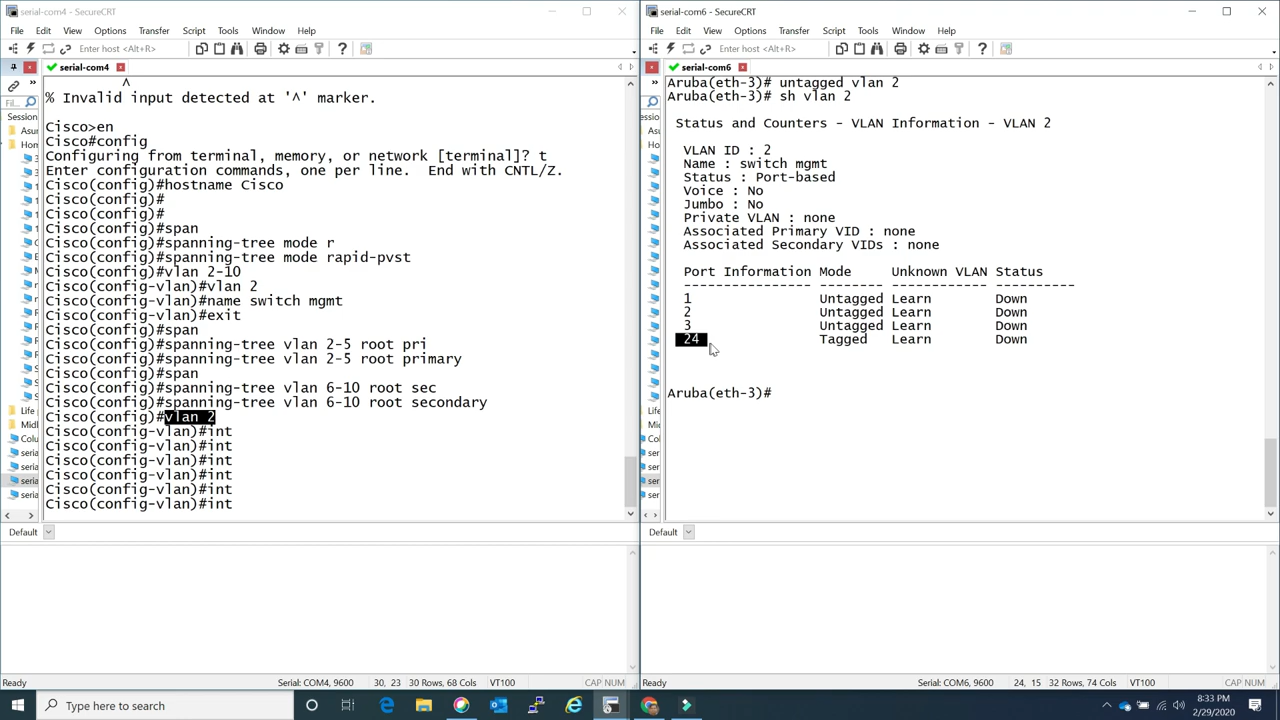 serial-com4 - SecureCRT
File Edit View Options Transfer Script Tools Window Help
Enter host <Alt+R>
serial-com4
^
% Invalid input detected at '^' marker.
Cisco>en
Cisco#config
Configuring from terminal, memory, or network [terminal]? t
Enter configuration commands, one per line.  End with CNTL/Z.
Cisco(config)#hostname Cisco
Cisco(config)#
Cisco(config)#
Cisco(config)#span
Cisco(config)#spanning-tree mode r
Cisco(config)#spanning-tree mode rapid-pvst
Cisco(config)#vlan 2-10
Cisco(config-vlan)#vlan 2
Cisco(config-vlan)#name switch mgmt
Cisco(config-vlan)#exit
Cisco(config)#span
Cisco(config)#spanning-tree vlan 2-5 root pri
Cisco(config)#spanning-tree vlan 2-5 root primary
Cisco(config)#span
Cisco(config)#spanning-tree vlan 6-10 root sec
Cisco(config)#spanning-tree vlan 6-10 root secondary
Cisco(config)#vlan 2
Cisco(config-vlan)#int
Cisco(config-vlan)#int
Cisco(config-vlan)#int
Cisco(config-vlan)#int
Cisco(config-vlan)#int
Cisco(config-vlan)#int
Default
Ready Serial: COM4, 9600 30, 23 30 Rows, 68 Cols VT100 CAP NUM
serial-com6 - SecureCRT
File Edit View Options Transfer Script Tools Window Help
Enter host <Alt+R>
serial-com6
Aruba(eth-3)# untagged vlan 2
Aruba(eth-3)# sh vlan 2
Status and Counters - VLAN Information - VLAN 2
VLAN ID : 2
Name : switch mgmt
Status : Port-based
Voice : No
Jumbo : No
Private VLAN : none
Associated Primary VID : none
Associated Secondary VIDs : none
Port Information Mode Unknown VLAN Status
---------------- -------- ------------ ----------
1 Untagged Learn Down
2 Untagged Learn Down
3 Untagged Learn Down
24 Tagged Learn Down
Aruba(eth-3)#
Default
Ready Serial: COM6, 9600 24, 15 32 Rows, 74 Cols VT100 CAP NUM
Type here to search
8:33 PM
2/29/2020